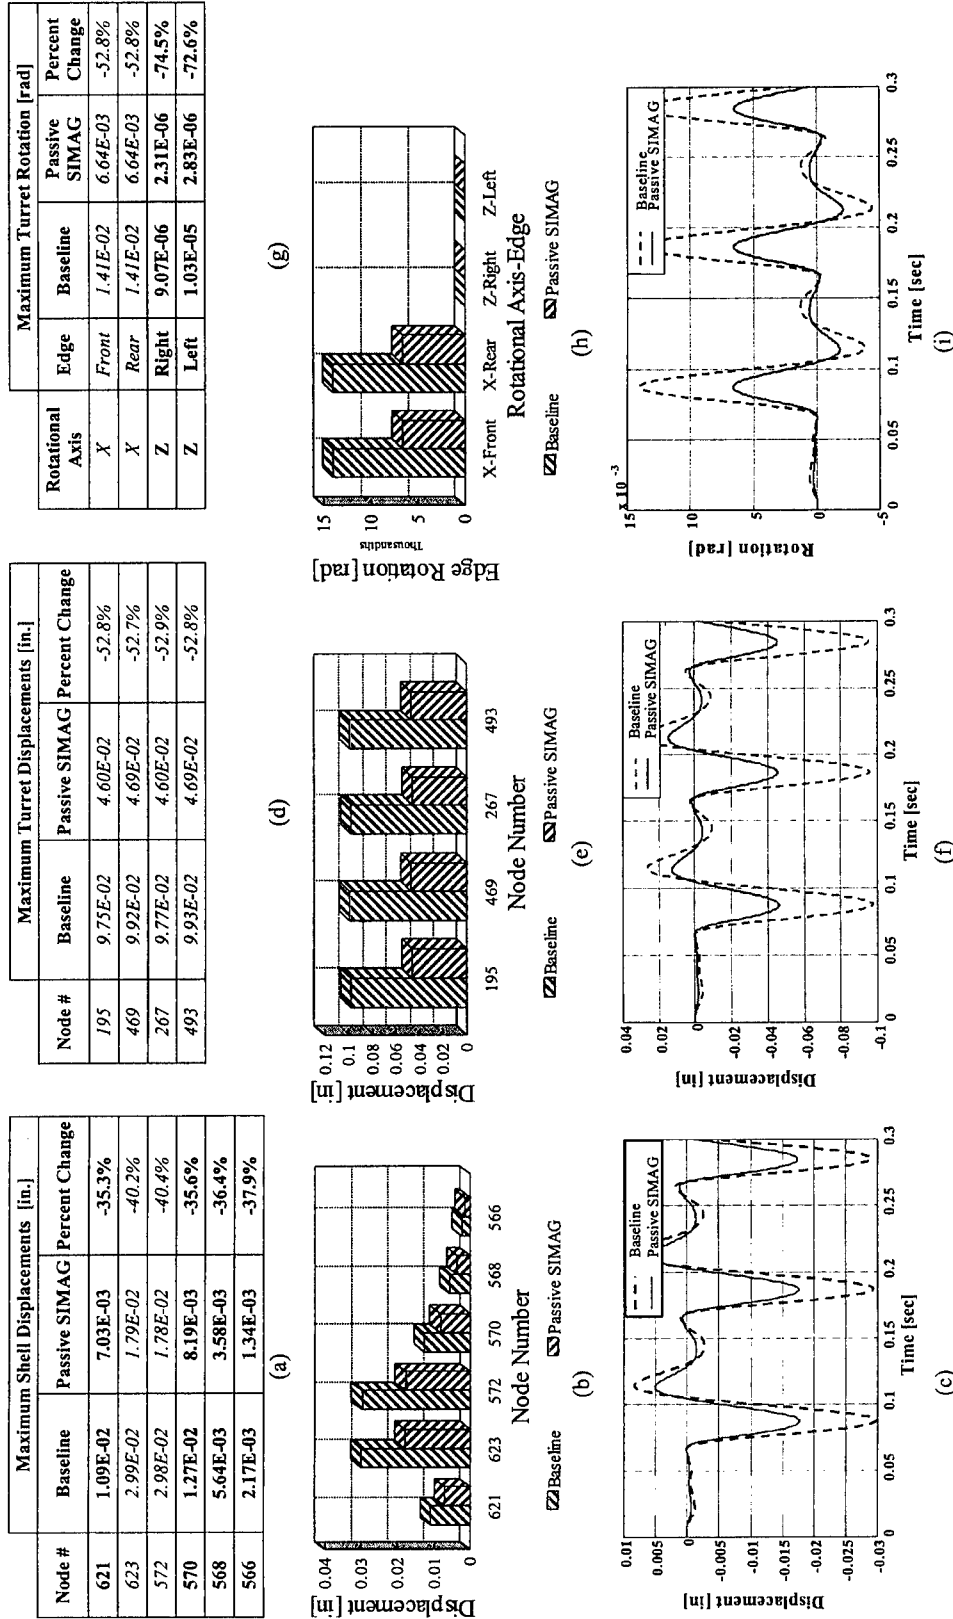 Maximum Shell Displacements [in.]
Node # Baseline Passive SIMAG Percent Change
621 1.09E-02 7.03E-03 -35.3%
623 2.99E-02 1.79E-02 -40.2%
572 2.98E-02 1.78E-02 -40.4%
570 1.27E-02 8.19E-03 -35.6%
568 5.64E-03 3.58E-03 -36.4%
566 2.17E-03 1.34E-03 -37.9%
(a)
Displacement [in]
0.04
0.03
0.02
0.01
0
621 623 572 570 568 566
Node Number
Baseline Passive SIMAG
(b)
Displacement [in]
0.01
0.005
0
-0.005
-0.01
-0.015
-0.02
-0.025
-0.03
Baseline
Passive SIMAG
0 0.05 0.1 0.15 0.2 0.25 0.3
Time [sec]
(c)
Maximum Turret Displacements [in.]
Node # Baseline Passive SIMAG Percent Change
195 9.75E-02 4.60E-02 -52.8%
469 9.92E-02 4.69E-02 -52.7%
267 9.77E-02 4.60E-02 -52.9%
493 9.93E-02 4.69E-02 -52.8%
(d)
Displacement [in]
0.12
0.1
0.08
0.06
0.04
0.02
0
195 469 267 493
Node Number
Baseline Passive SIMAG
(e)
Displacement [in]
0.04
0.02
0
-0.02
-0.04
-0.06
-0.08
-0.1
Baseline
Passive SIMAG
0 0.05 0.1 0.15 0.2 0.25 0.3
Time [sec]
(f)
Maximum Turret Rotation [rad]
Rotational Axis Edge Baseline Passive SIMAG Percent Change
X Front 1.41E-02 6.64E-03 -52.8%
X Rear 1.41E-02 6.64E-03 -52.8%
Z Right 9.07E-06 2.31E-06 -74.5%
Z Left 1.03E-05 2.83E-06 -72.6%
(g)
Edge Rotation [rad]
Thousandths
15
10
5
0
X-Front X-Rear Z-Right Z-Left
Rotational Axis-Edge
Baseline Passive SIMAG
(h)
x 10 -3
Rotation [rad]
15
10
5
0
-5
Baseline
Passive SIMAG
0 0.05 0.1 0.15 0.2 0.25 0.3
Time [sec]
(i)